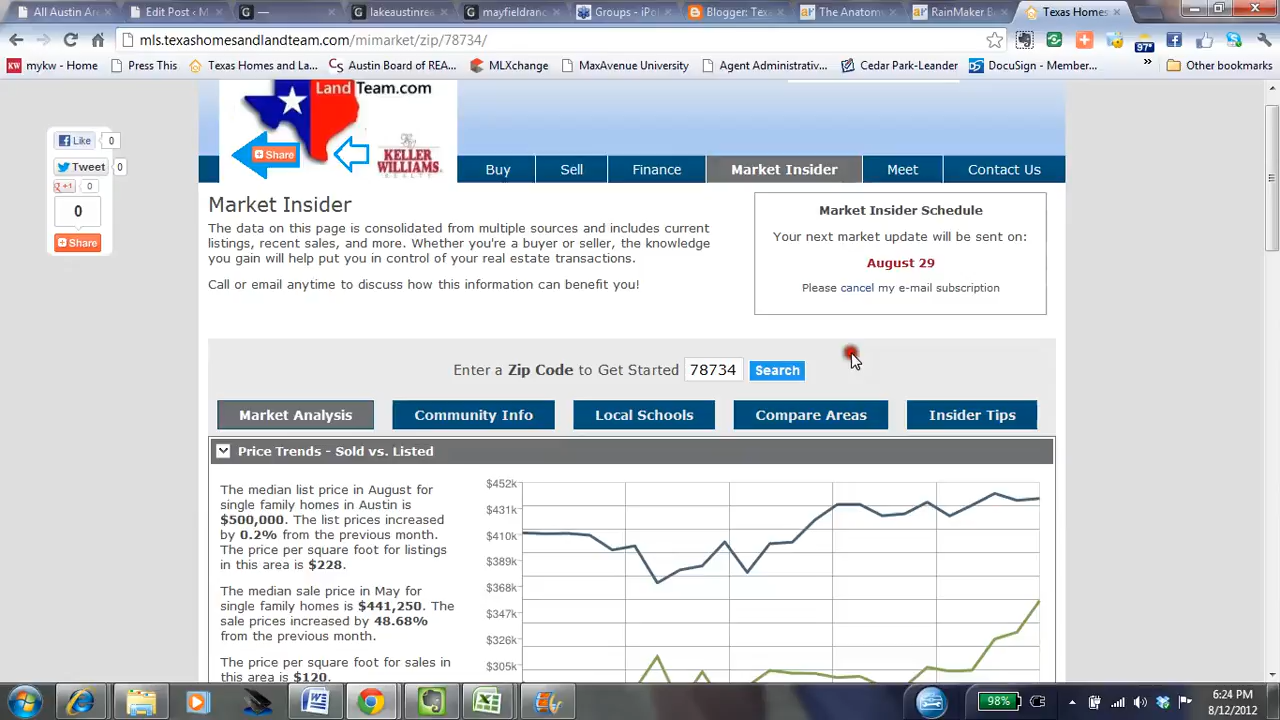 All Austin Are
Edit Post ‹ M
—
lakeaustinre
mayfieldranc
Groups - iPo
Blogger: Tex
The Anatom
RainMaker B
Texas Homes
mls.texashomesandlandteam.com/mimarket/zip/78734/
97°
mykw - Home
Press This
Texas Homes and La...
Austin Board of REA...
MLXchange
MaxAvenue University
Agent Administrativ...
Cedar Park-Leander
DocuSign - Member...
Other bookmarks
Land Team.com
Share
KELLER WILLIAMS
REALTY
Like 0
Tweet 0
+1 0
0
Share
Buy
Sell
Finance
Market Insider
Meet
Contact Us
Market Insider
The data on this page is consolidated from multiple sources and includes current
listings, recent sales, and more. Whether you're a buyer or seller, the knowledge
you gain will help put you in control of your real estate transactions.
Call or email anytime to discuss how this information can benefit you!
Market Insider Schedule
Your next market update will be sent on:
August 29
Please cancel my e-mail subscription
Enter a Zip Code to Get Started 78734 Search
Market Analysis
Community Info
Local Schools
Compare Areas
Insider Tips
Price Trends - Sold vs. Listed
The median list price in August for
single family homes in Austin is
$500,000. The list prices increased
by 0.2% from the previous month.
The price per square foot for listings
in this area is $228.
The median sale price in May for
single family homes is $441,250. The
sale prices increased by 48.68%
from the previous month.
The price per square foot for sales in
this area is $120.
$452k
$431k
$410k
$389k
$368k
$347k
$326k
$305k
98%
6:24 PM
8/12/2012